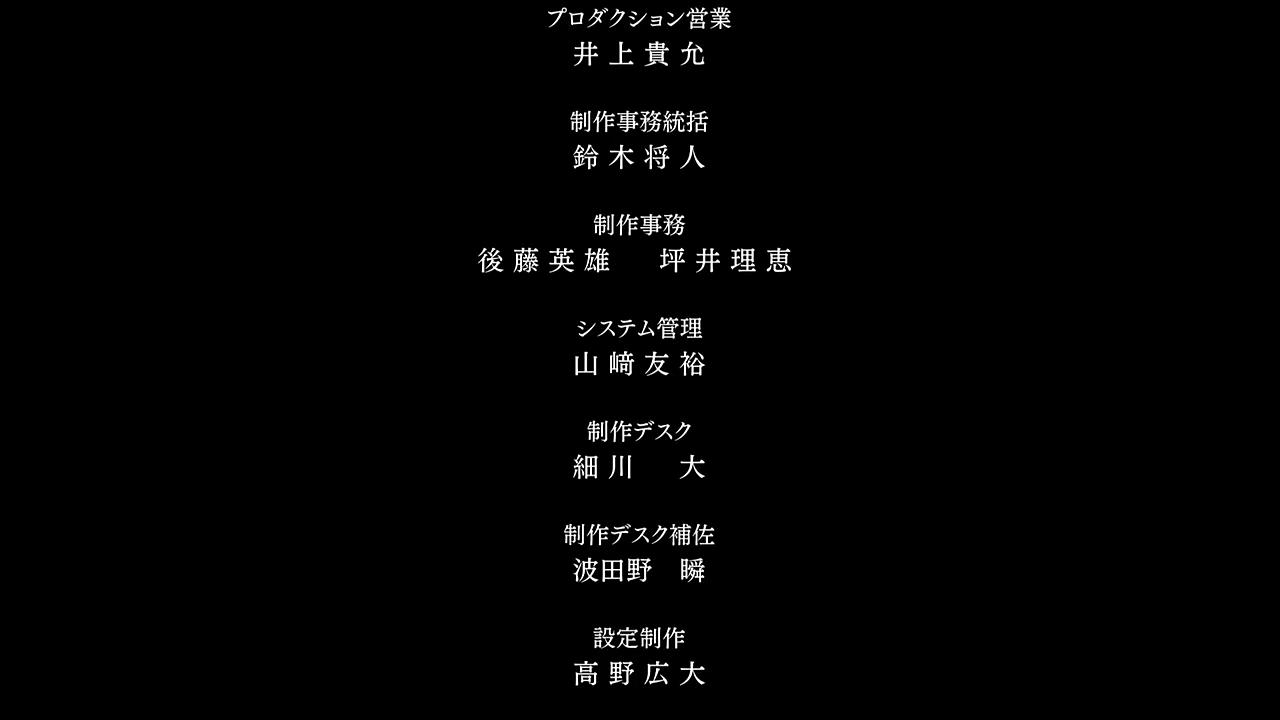 プロダクション営業
井上貴允
制作事務統括
鈴木将人
制作事務
後藤英雄　坪井理恵
システム管理
山﨑友裕
制作デスク
細川　大
制作デスク補佐
波田野　瞬
設定制作
高野広大